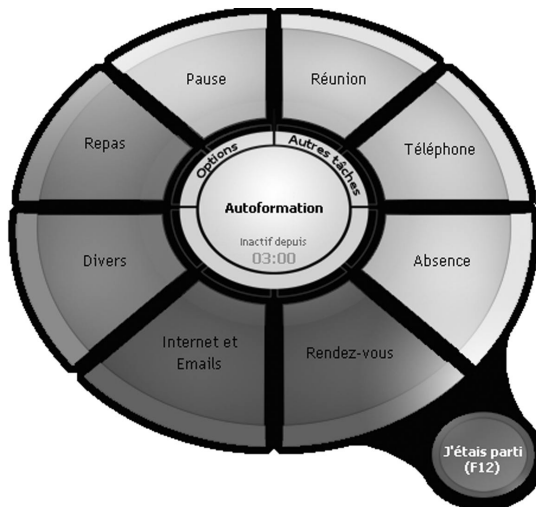 Pause
Réunion
Repas
Téléphone
Options
Autres tâches
Autoformation
Inactif depuis
03:00
Divers
Absence
Internet et
Emails
Rendez-vous
J'étais parti
(F12)